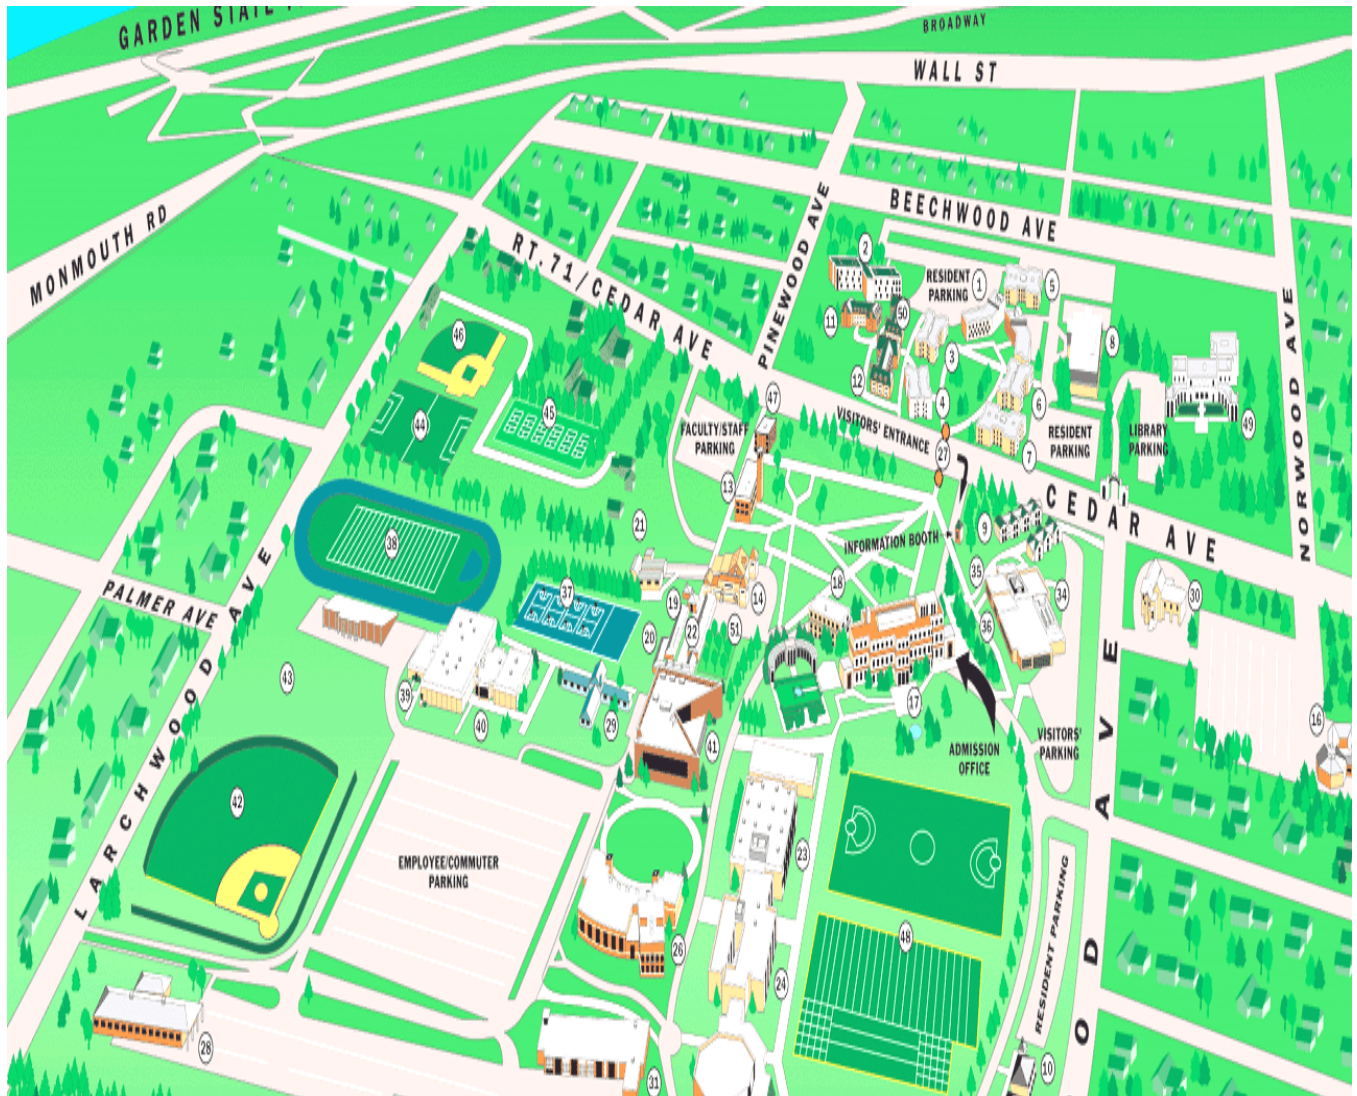 GARDEN STATE
BROADWAY
WALL ST
MONMOUTH RD
BEECHWOOD AVE
PINEWOOD AVE
RT.71/CEDAR AVE
NORWOOD AVE
2
RESIDENT
PARKING
1
5
11
50
3
8
46
12
4
6
47
45
44
FACULTY/STAFF
PARKING
VISITORS' ENTRANCE
27
7
RESIDENT
PARKING
LIBRARY
PARKING
49
13
CEDAR AVE
21
9
INFORMATION BOOTH
38
37
35
34
18
19
14
30
PALMER AVE
LARCHWOOD AVE
20
22
51
36
43
39
40
29
41
17
ADMISSION
OFFICE
VISITORS'
PARKING
16
42
EMPLOYEE/COMMUTER
PARKING
23
OD AVE
RESIDENT PARKING
26
48
24
28
31
10